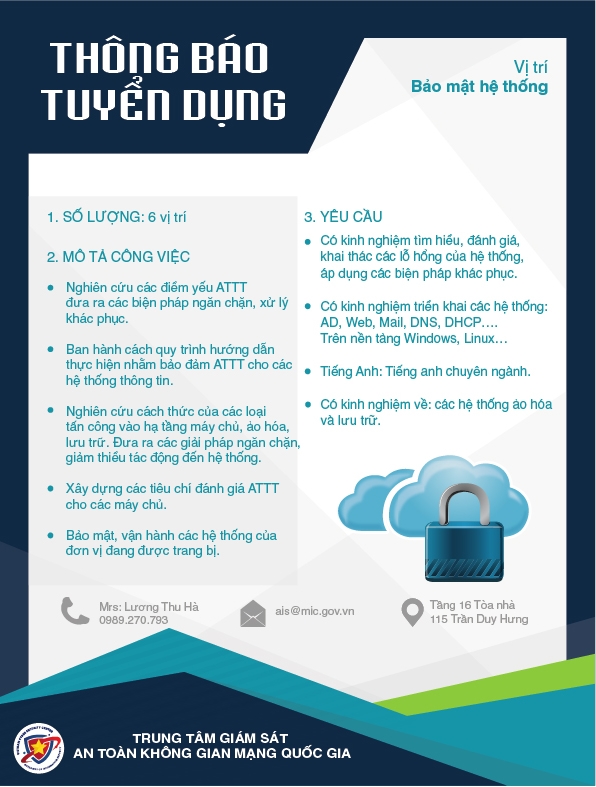 THÔNG BÁO
TUYỂN DỤNG
Vị trí
Bảo mật hệ thống
1. SỐ LƯỢNG: 6 vị trí
2. MÔ TẢ CÔNG VIỆC
Nghiên cứu các điểm yếu ATTT
đưa ra các biện pháp ngăn chặn, xử lý
khác phục.
Ban hành cách quy trình hướng dẫn
thực hiện nhằm bảo đảm ATTT cho các
hệ thống thông tin.
Nghiên cứu cách thức của các loại
tấn công vào hạ tầng máy chủ, ảo hóa,
lưu trữ. Đưa ra các giải pháp ngăn chặn,
giảm thiểu tác động đến hệ thống.
Xây dựng các tiêu chí đánh giá ATTT
cho các máy chủ.
Bảo mật, vận hành các hệ thống của
đơn vị đang được trang bị.
3. YÊU CẦU
Có kinh nghiệm tìm hiểu, đánh giá,
khai thác các lỗ hổng của hệ thống,
áp dụng các biện pháp khác phục.
Có kinh nghiệm triển khai các hệ thống:
AD, Web, Mail, DNS, DHCP....
Trên nền tảng Windows, Linux...
Tiếng Anh: Tiếng anh chuyên ngành.
Có kinh nghiệm về: các hệ thống ảo hóa
và lưu trữ.
Mrs: Lương Thu Hà
0989.270.793
ais@mic.gov.vn
Tầng 16 Tòa nhà
115 Trần Duy Hưng
TRUNG TÂM GIÁM SÁT
AN TOÀN KHÔNG GIAN MẠNG QUỐC GIA